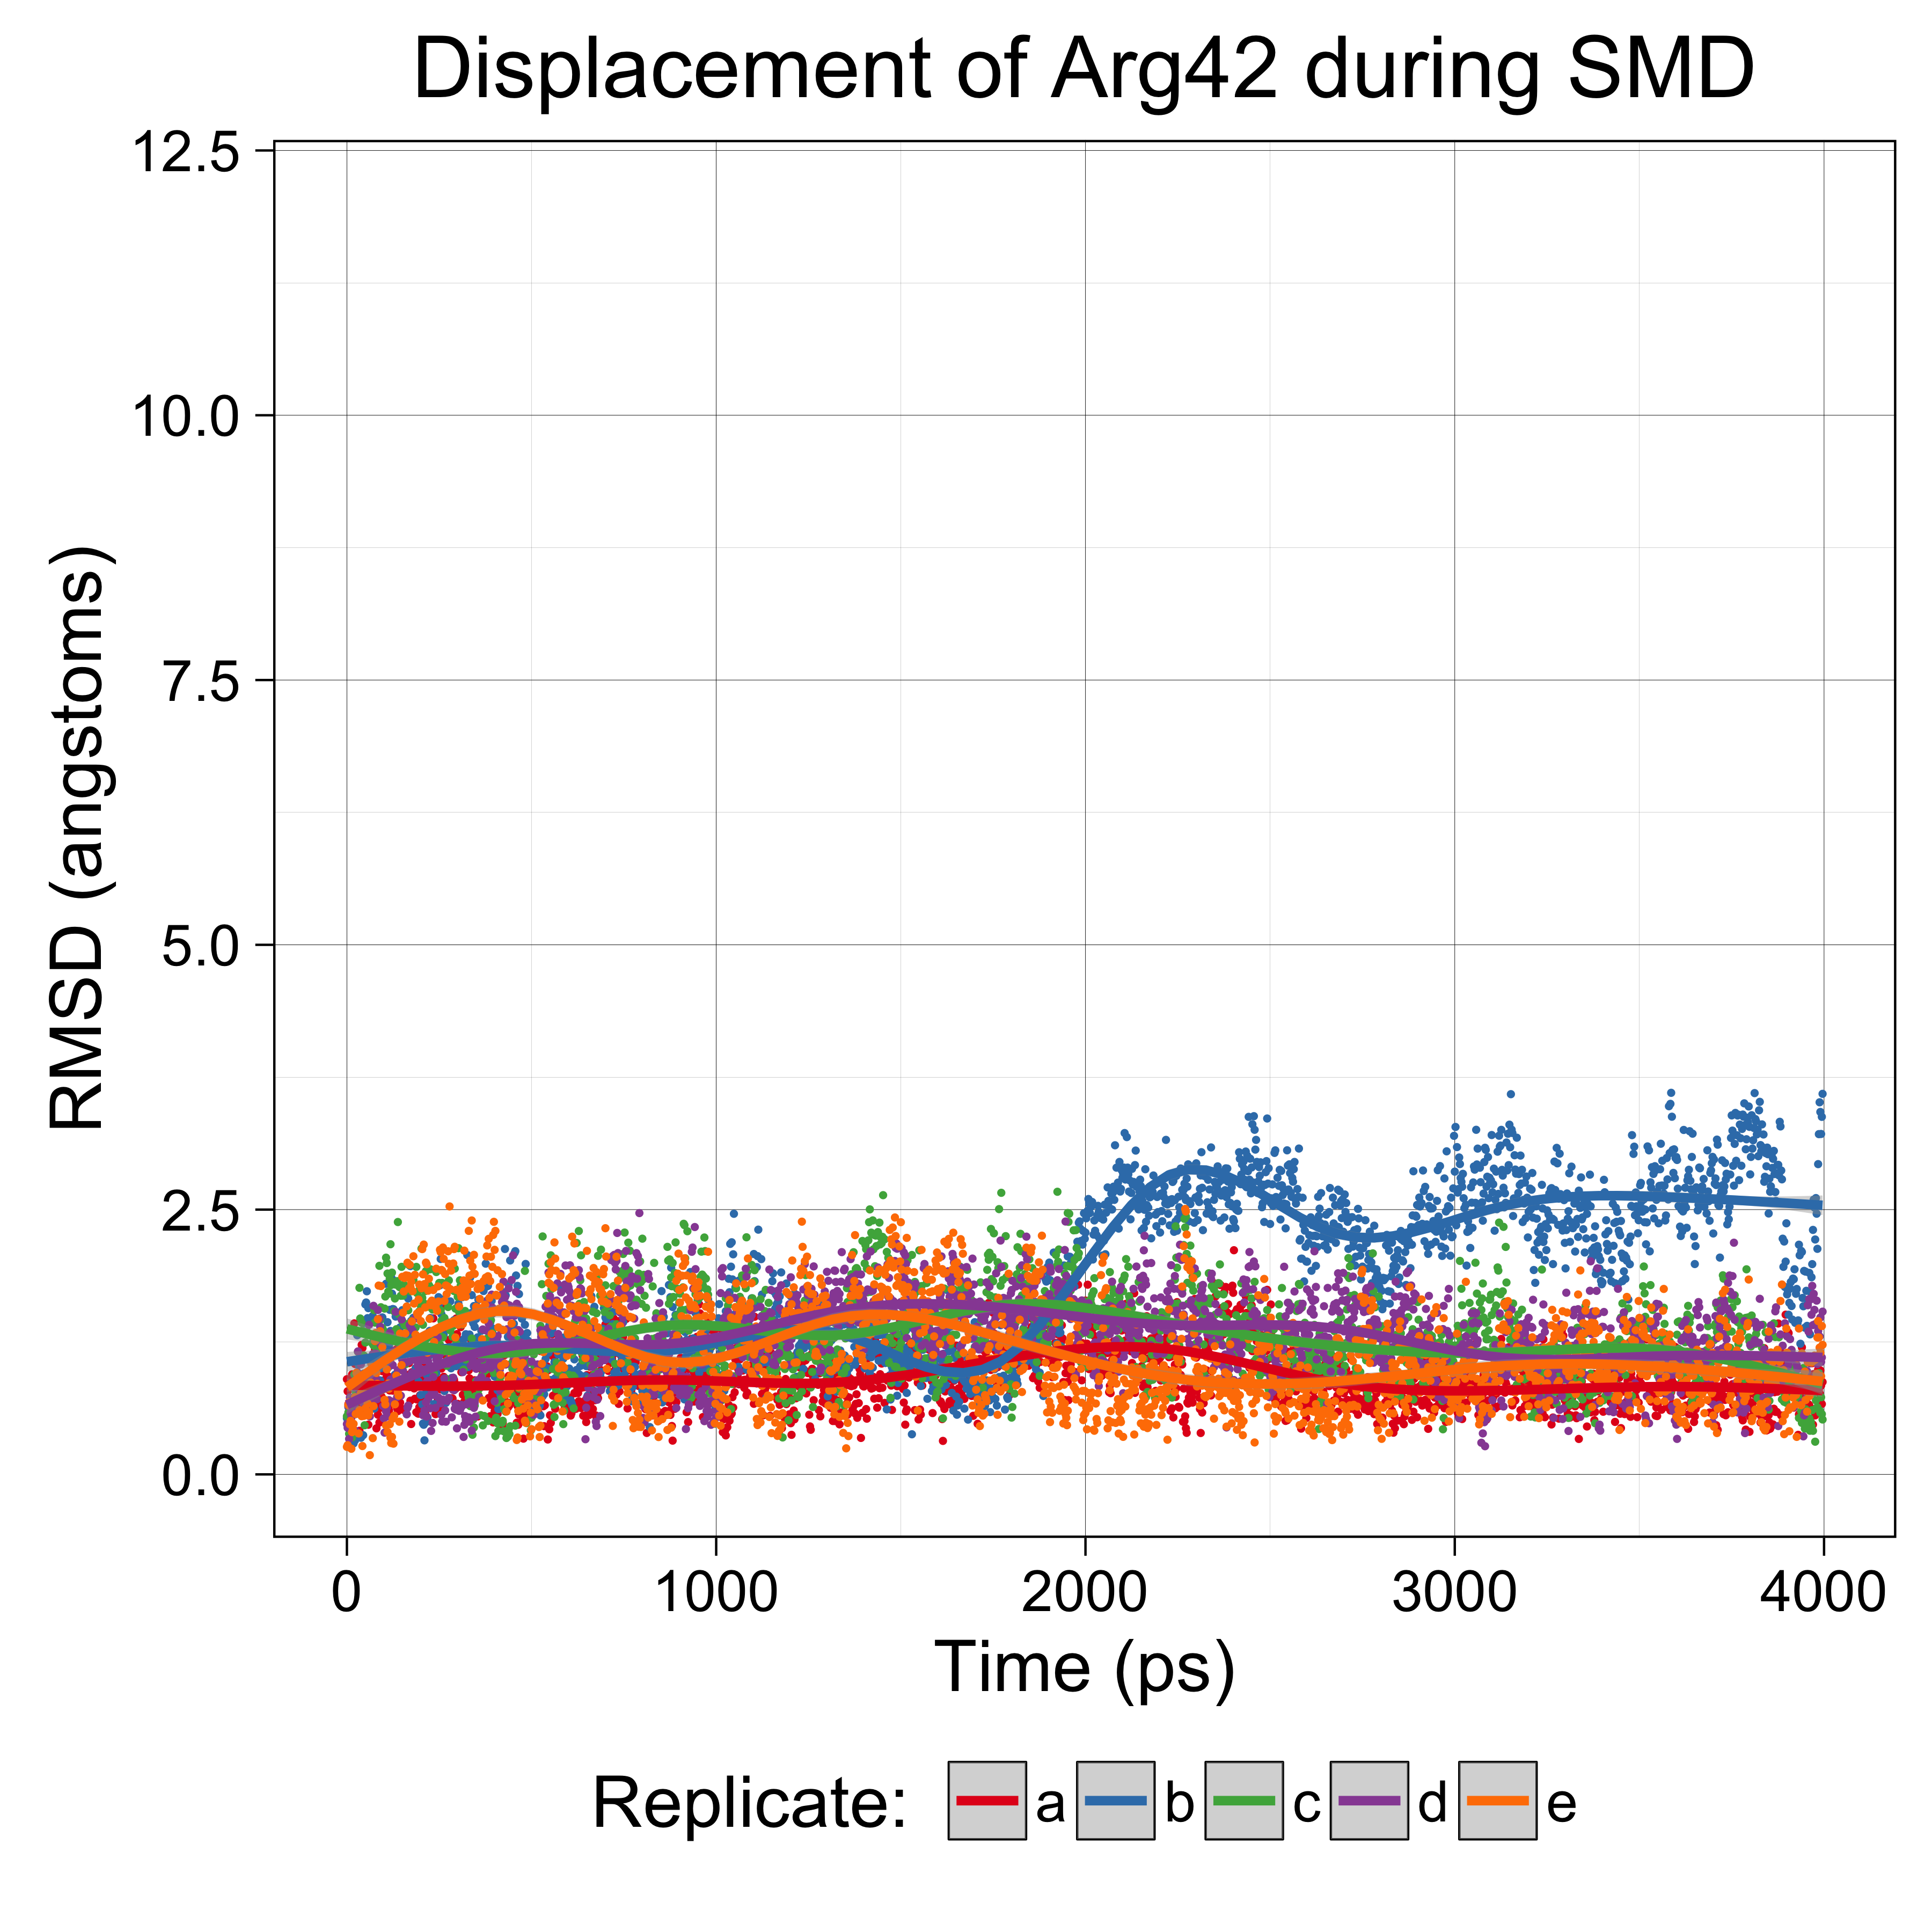 Displacement of Arg42 during SMD
12.5
10.0
7.5
5.0
2.5
0.0
RMSD (angstoms)
0 1000 2000 3000 4000
Time (ps)
Replicate: a b c d e